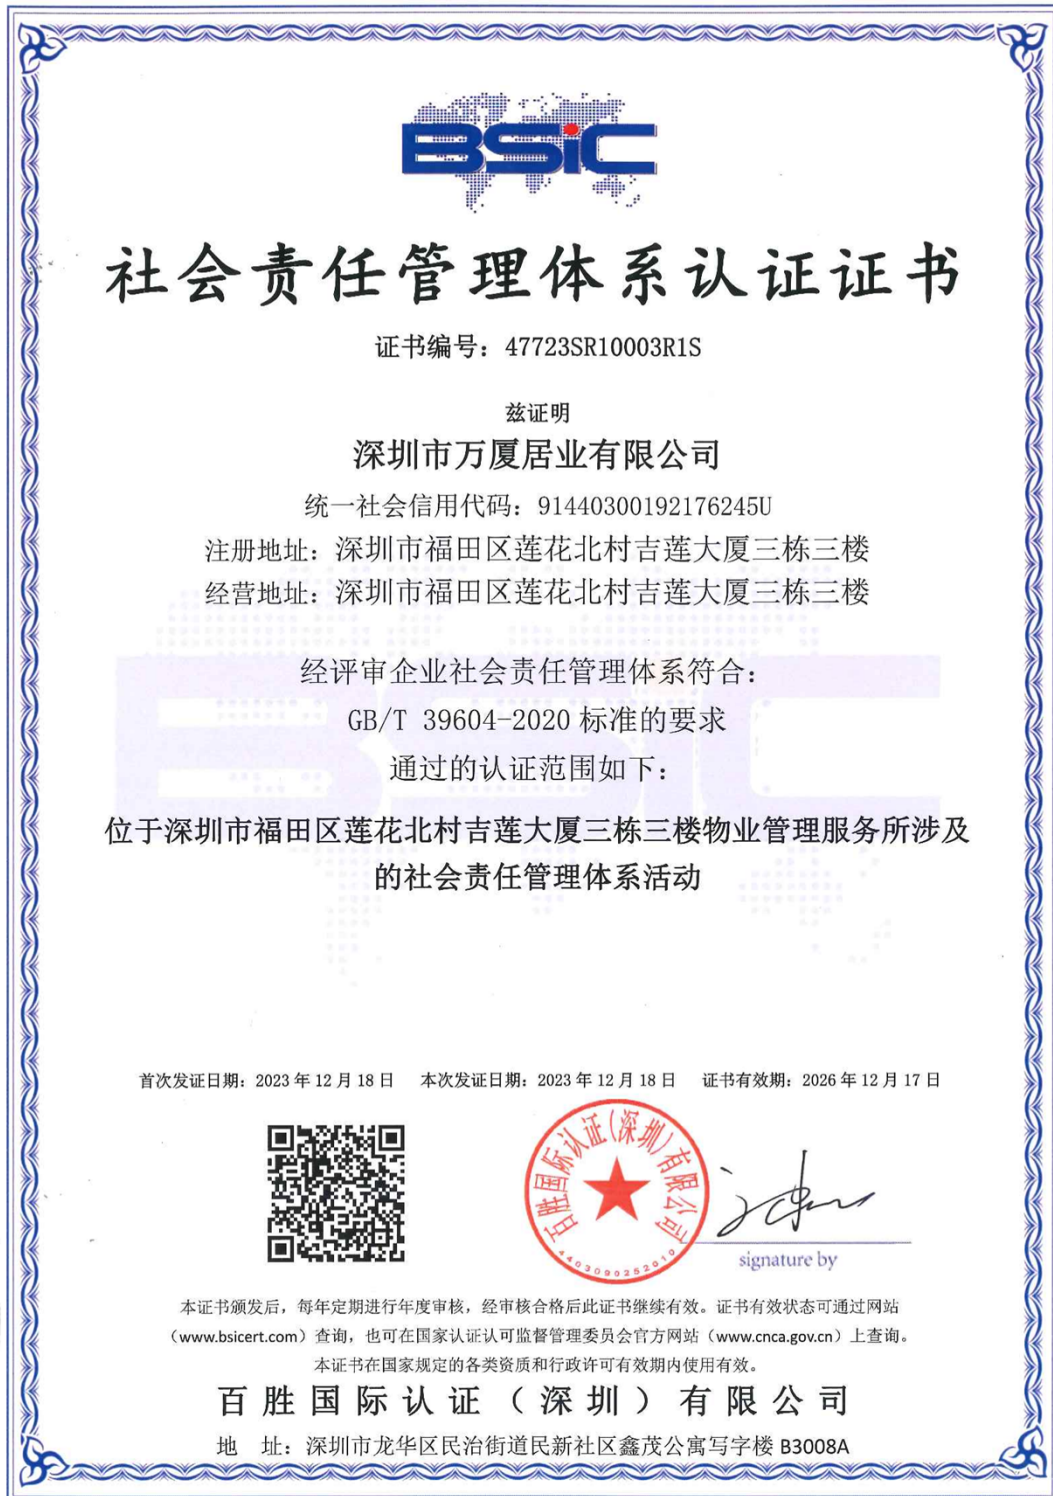 BSiC
社会责任管理体系认证证书
证书编号：47723SR10003R1S
兹证明
深圳市万厦居业有限公司
统一社会信用代码：91440300192176245U
注册地址：深圳市福田区莲花北村吉莲大厦三栋三楼
经营地址：深圳市福田区莲花北村吉莲大厦三栋三楼
经评审企业社会责任管理体系符合：
GB/T 39604-2020 标准的要求
通过的认证范围如下：
位于深圳市福田区莲花北村吉莲大厦三栋三楼物业管理服务所涉及
的社会责任管理体系活动
首次发证日期：2023 年 12 月 18 日 本次发证日期：2023 年 12 月 18 日 证书有效期：2026 年 12 月 17 日
百胜国际认证（深圳）有限公司
4403090252010
signature by
本证书颁发后，每年定期进行年度审核，经审核合格后此证书继续有效。证书有效状态可通过网站
（www.bsicert.com）查询，也可在国家认证认可监督管理委员会官方网站（www.cnca.gov.cn）上查询。
本证书在国家规定的各类资质和行政许可有效期内使用有效。
百胜国际认证（深圳）有限公司
地 址：深圳市龙华区民治街道民新社区鑫茂公寓写字楼 B3008A